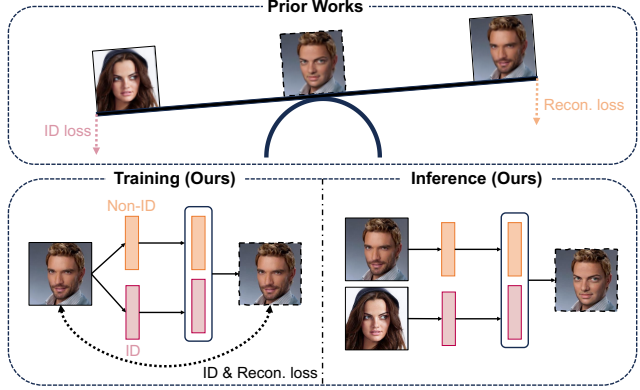 Prior Works
ID loss
Recon. loss
Training (Ours)
Inference (Ours)
Non-ID
ID
ID & Recon. loss